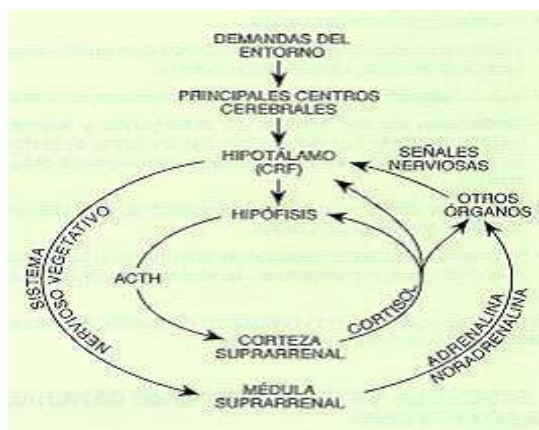 DEMANDAS DEL
ENTORNO
PRINCIPALES CENTROS
CEREBRALES
HIPOTÁLAMO
(CRF)
SEÑALES
NERVIOSAS
OTROS
ÓRGANOS
HIPÓFISIS
SISTEMA
NERVIOSO VEGETATIVO
ACTH
CORTISOL
CORTEZA
SUPRARRENAL
ADRENALINA
NORADRENALINA
MÉDULA
SUPRARRENAL